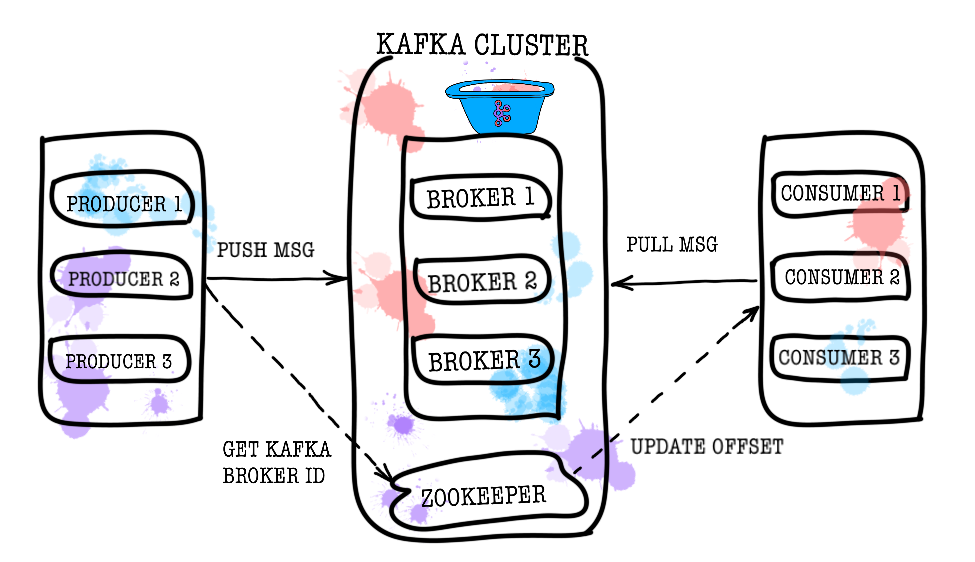 KAFKA CLUSTER
PRODUCER 1
PRODUCER 2
PRODUCER 3
PUSH MSG
GET KAFKA
BROKER ID
BROKER 1
BROKER 2
BROKER 3
ZOOKEEPER
PULL MSG
UPDATE OFFSET
CONSUMER 1
CONSUMER 2
CONSUMER 3